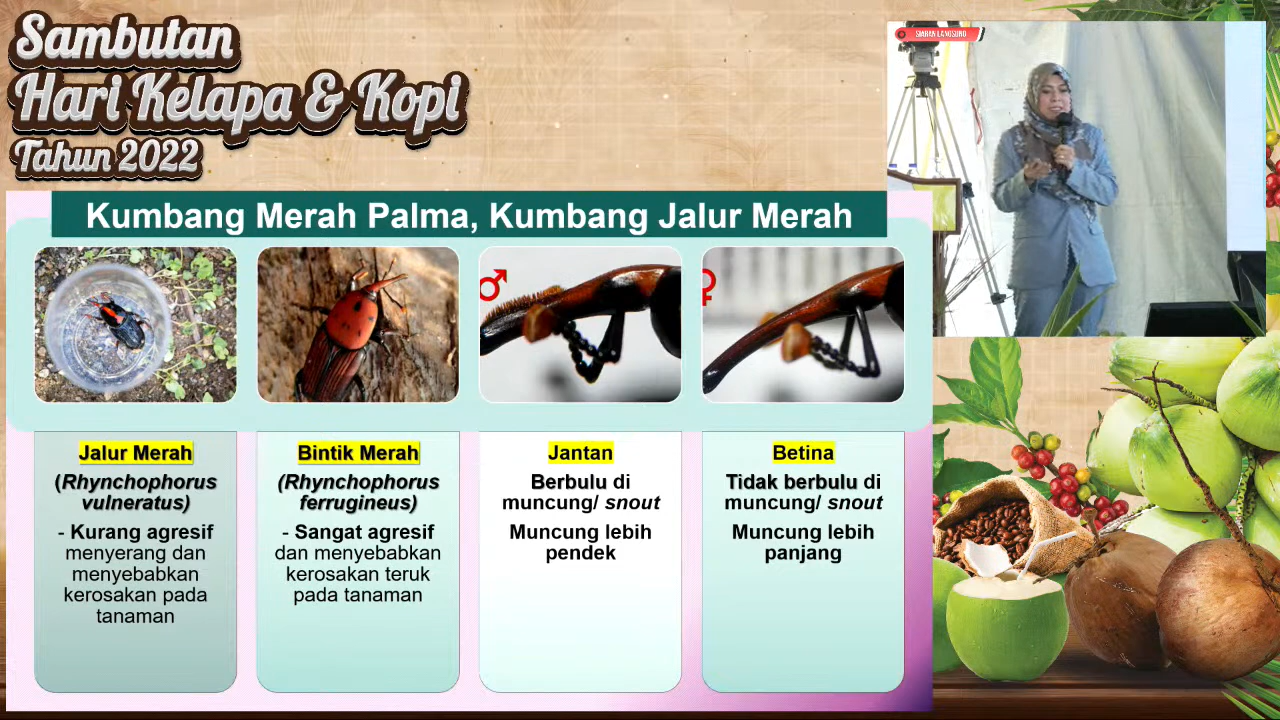 Sambutan
Hari Kelapa & Kopi
Tahun 2022
SIARAN LANGSUNG
Kumbang Merah Palma, Kumbang Jalur Merah
♂
♀
Jalur Merah
(Rhynchophorus
vulneratus)
- Kurang agresif
menyerang dan
menyebabkan
kerosakan pada
tanaman
Bintik Merah
(Rhynchophorus
ferrugineus)
- Sangat agresif
dan menyebabkan
kerosakan teruk
pada tanaman
Jantan
Berbulu di
muncung/ snout
Muncung lebih
pendek
Betina
Tidak berbulu di
muncung/ snout
Muncung lebih
panjang